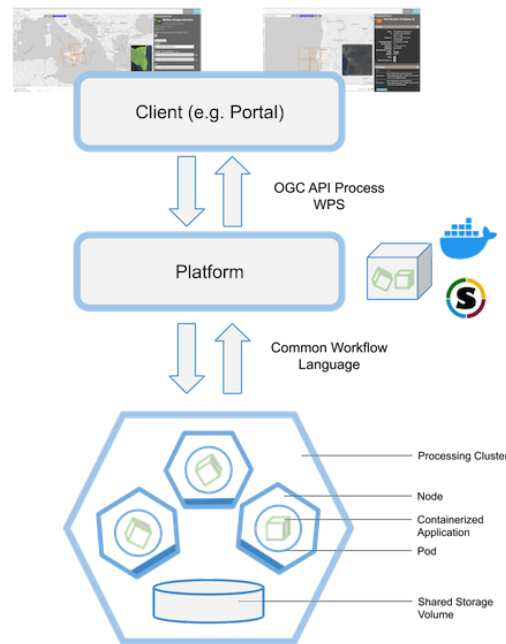 Client (e.g. Portal)
OGC API Process
WPS
Platform
S
Common Workflow
Language
Processing Cluster
Node
Containerized
Application
Pod
Shared Storage
Volume